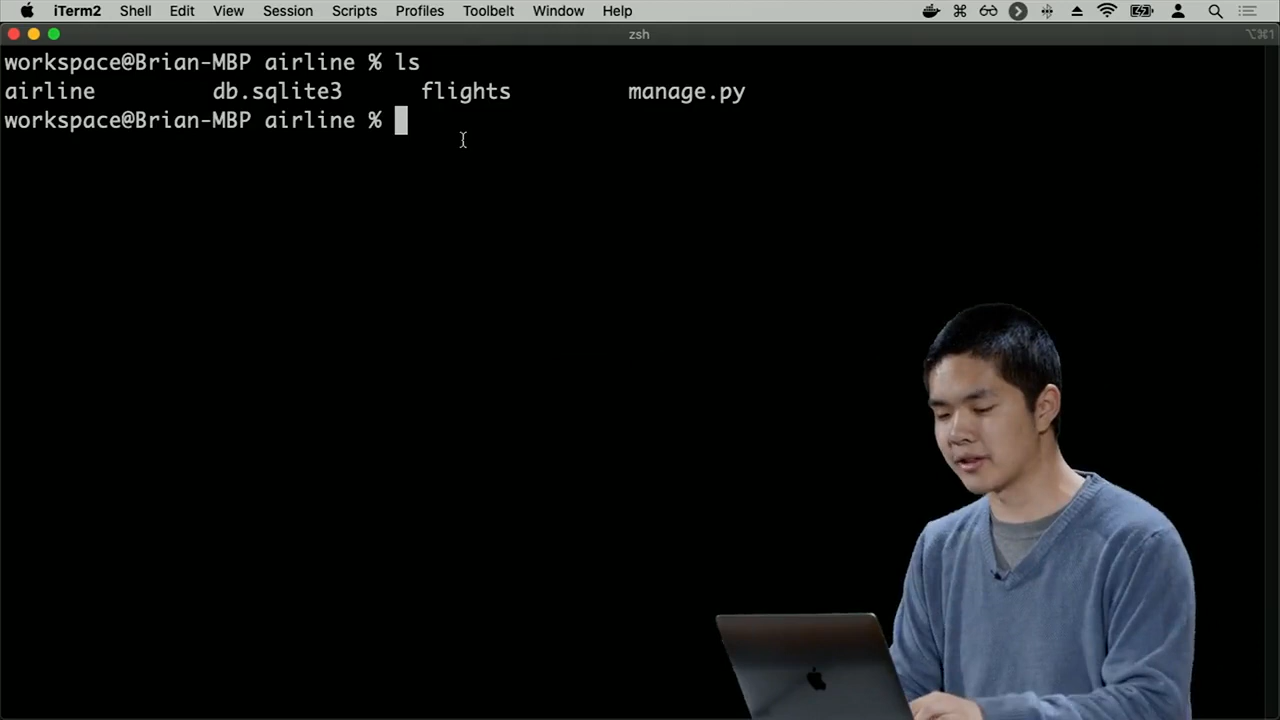 iTerm2 Shell Edit View Session Scripts Profiles Toolbelt Window Help
zsh ⌥⌘1
workspace@Brian-MBP airline % ls
airline db.sqlite3 flights manage.py
workspace@Brian-MBP airline %